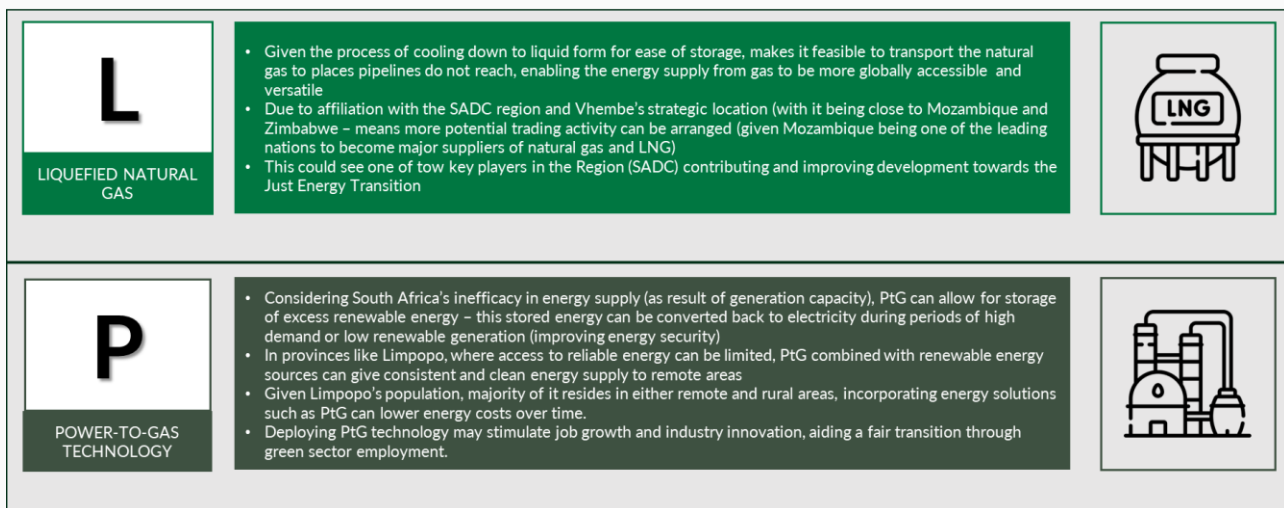 L
LIQUEFIED NATURAL
GAS
• Given the process of cooling down to liquid form for ease of storage, makes it feasible to transport the natural
gas to places pipelines do not reach, enabling the energy supply from gas to be more globally accessible and
versatile
• Due to affiliation with the SADC region and Vhembe's strategic location (with it being close to Mozambique and
Zimbabwe – means more potential trading activity can be arranged (given Mozambique being one of the leading
nations to become major suppliers of natural gas and LNG)
• This could see one of tow key players in the Region (SADC) contributing and improving development towards the
Just Energy Transition
LNG
P
POWER-TO-GAS
TECHNOLOGY
• Considering South Africa's inefficacy in energy supply (as result of generation capacity), PtG can allow for storage
of excess renewable energy – this stored energy can be converted back to electricity during periods of high
demand or low renewable generation (improving energy security)
• In provinces like Limpopo, where access to reliable energy can be limited, PtG combined with renewable energy
sources can give consistent and clean energy supply to remote areas
• Given Limpopo's population, majority of it resides in either remote and rural areas, incorporating energy solutions
such as PtG can lower energy costs over time.
• Deploying PtG technology may stimulate job growth and industry innovation, aiding a fair transition through
green sector employment.